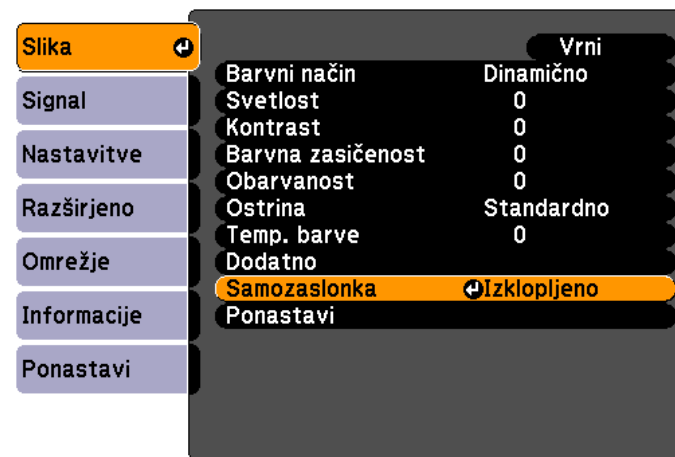 Slika
Signal
Nastavitve
Razširjeno
Omrežje
Informacije
Ponastavi
Vrni
Barvni način Dinamično
Svetlost 0
Kontrast 0
Barvna zasičenost 0
Obarvanost 0
Ostrina Standardno
Temp. barve 0
Dodatno
Samozaslonka Izklopljeno
Ponastavi